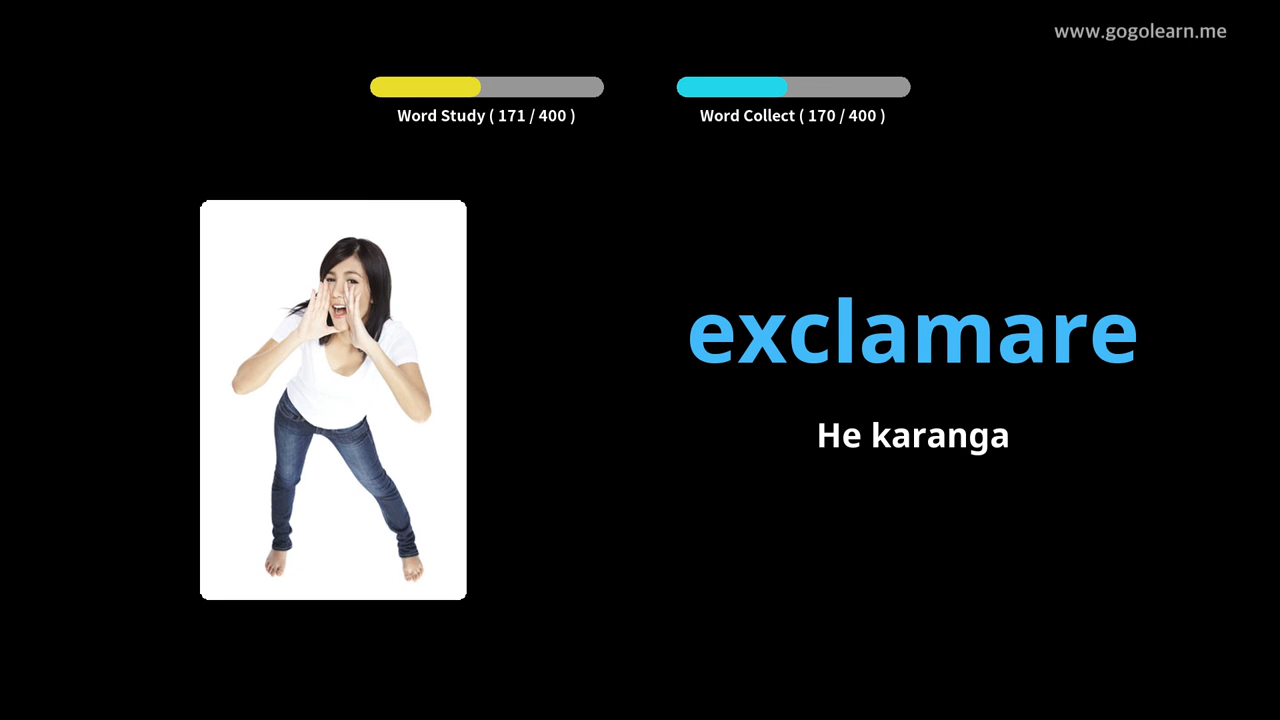 www.gogolearn.me
Word Study ( 171 / 400 )
Word Collect ( 170 / 400 )
exclamare
He karanga